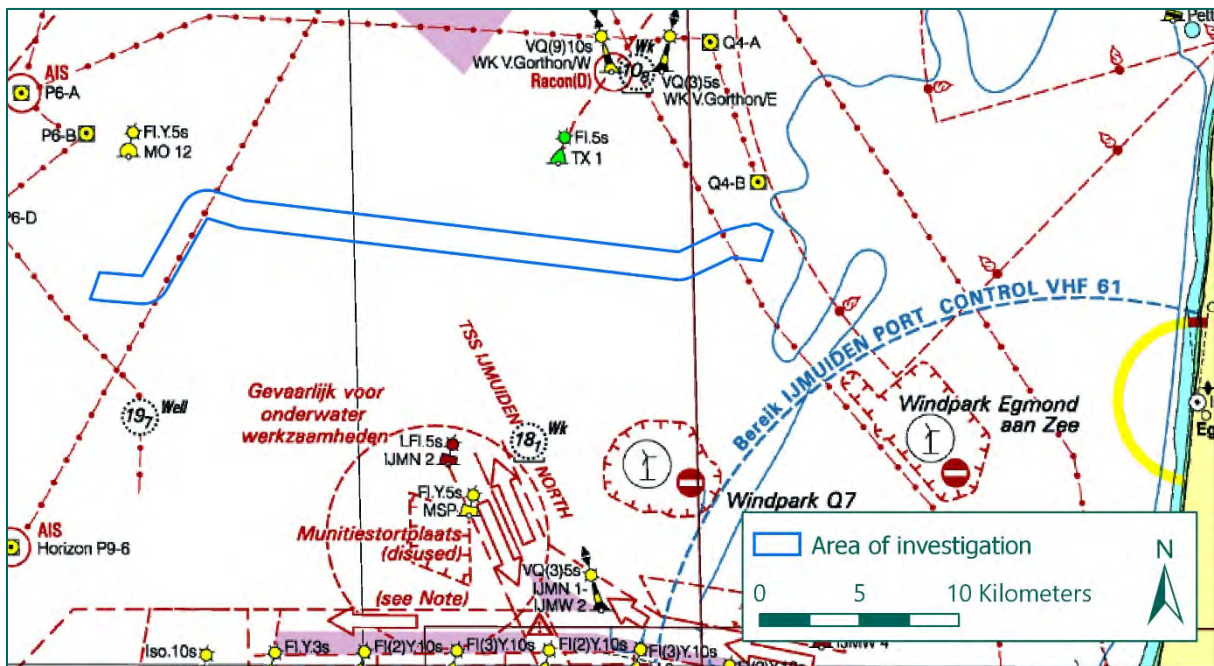 AIS
P6-A
P6-B
Fl.Y.5s
MO 12
P6-D
VQ(9)10s
WK V.Gorthon/W
Racon(D)
Wk
VQ(3)5s
WK V.Gorthon/E
Q4-A
Fl.5s
TX 1
Q4-B
Pett
Bereik IJMUIDEN PORT CONTROL VHF 61
19₇
Well
Gevaarlijk voor
onderwater
werkzaamheden
TSS IJMUIDEN
NORTH
18₁
Wk
LFl.5s
IJMN 2
Fl.Y.5s
MSP
Munitiestortplaats
(disused)
(see Note)
AIS
Horizon P9-6
VQ(3)5s
IJMN 1-
IJMW 2
Windpark Egmond
aan Zee
Windpark Q7
Eg
Iso.10s
Fl.Y.3s
Fl(2)Y.10s
Fl(3)Y.10s
Fl(2)Y.10s
Fl(3)Y.10s
Area of investigation
0 5 10 Kilometers
N
IJMW 4